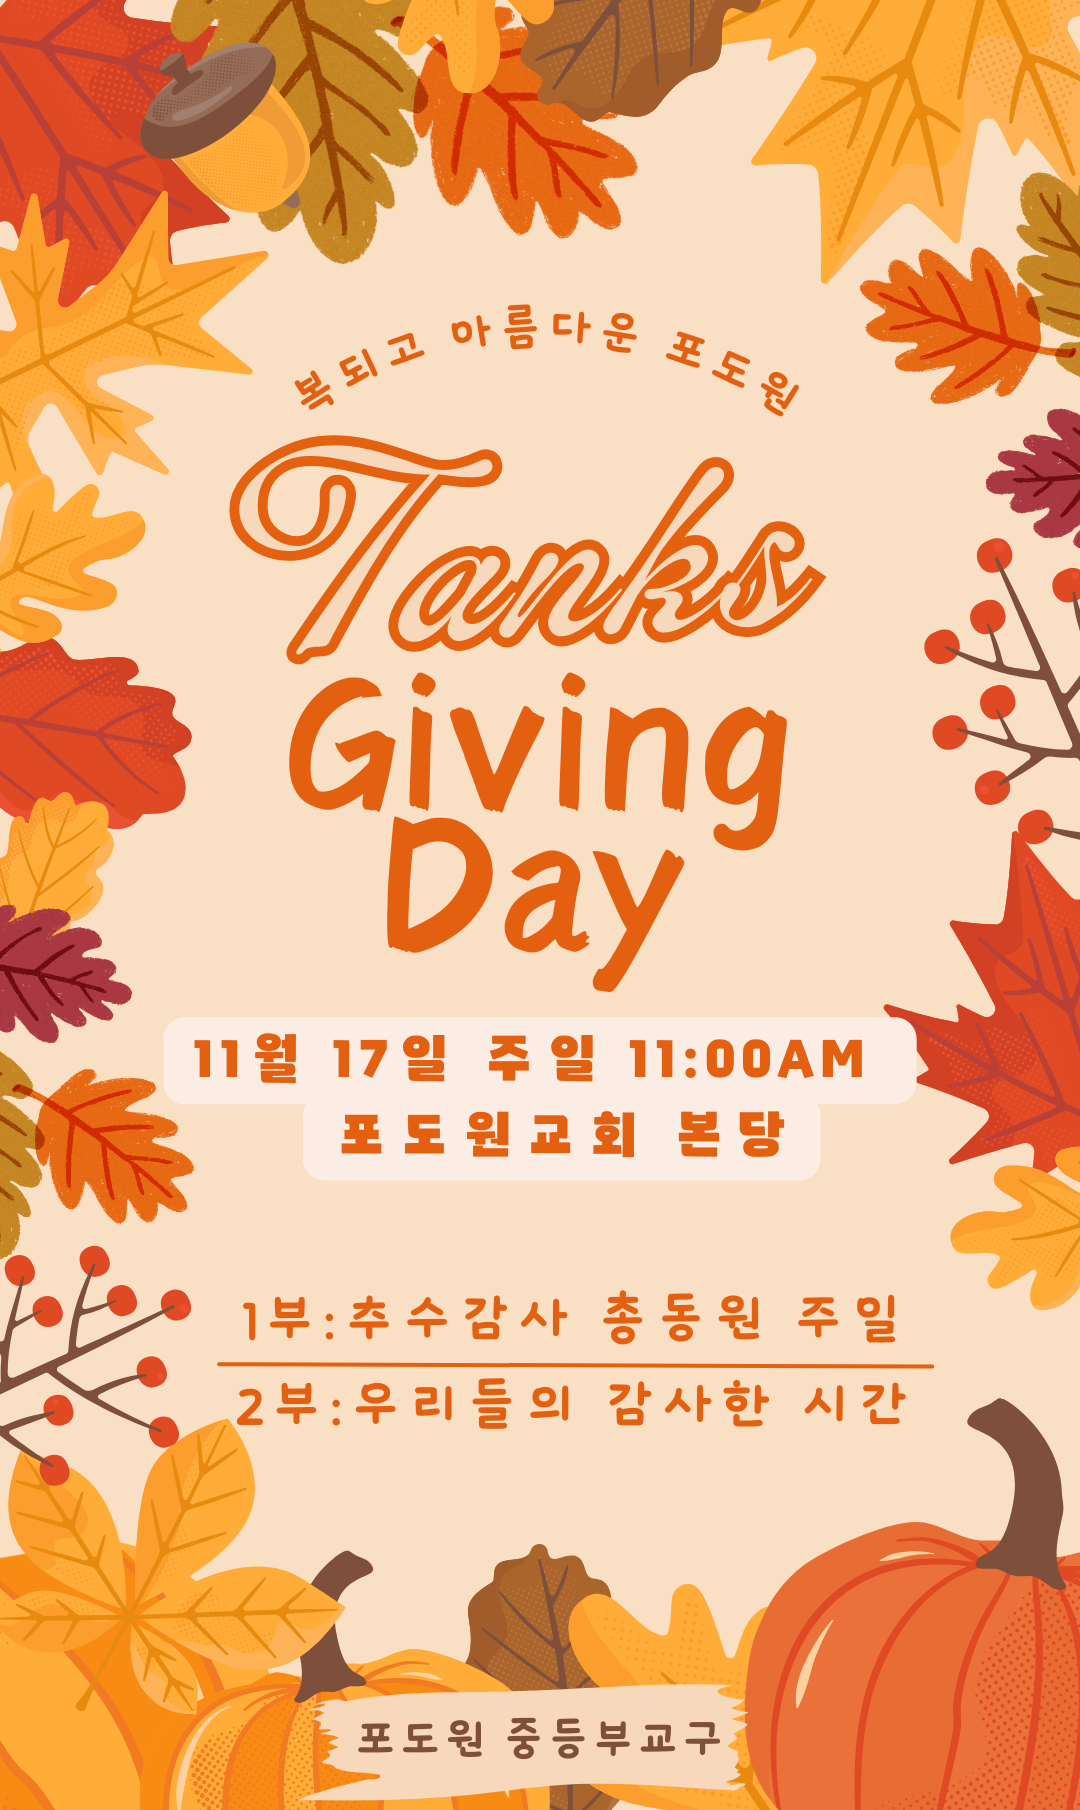 복되고 아름다운 포도원
Tanks
Giving
Day
11월 17일 주일 11:00AM
포도원교회 본당
1부:추수감사 총동원 주일
2부:우리들의 감사한 시간
포도원 중등부교구